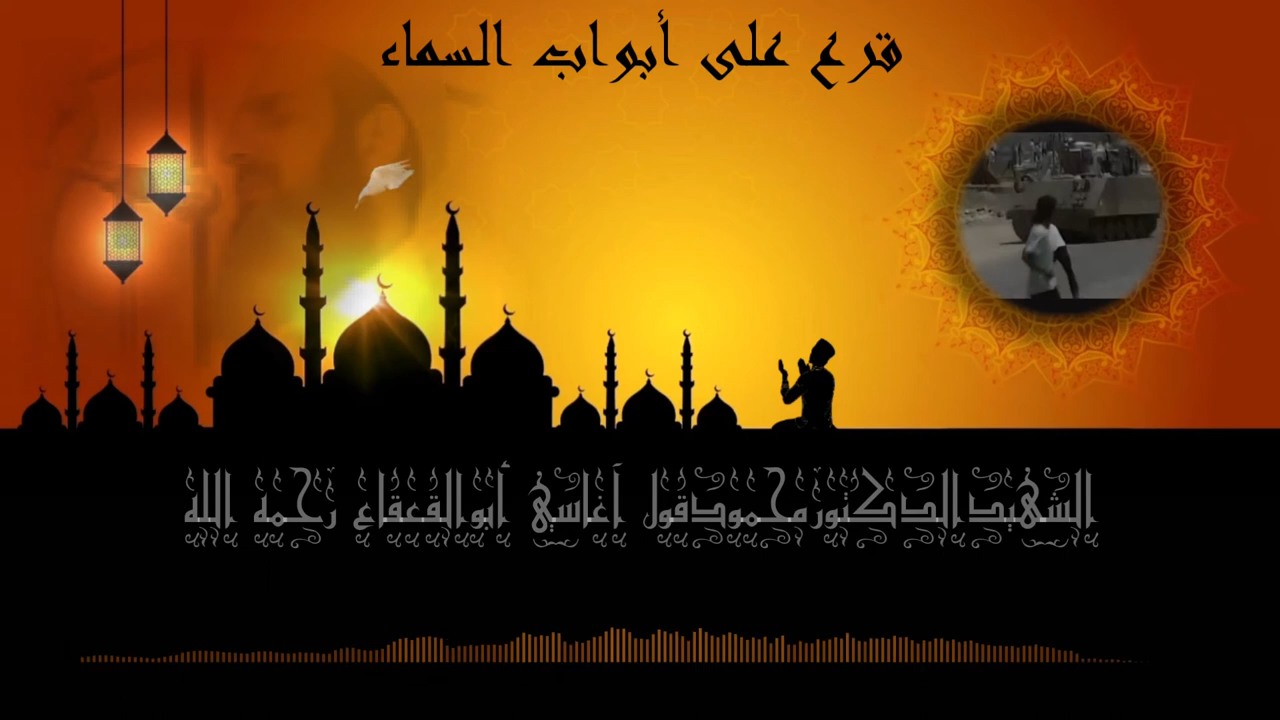 قرع على أبواب السماء
الشهيد الدكتور محمود قول آغاسي أبو القعقاع رحمه الله